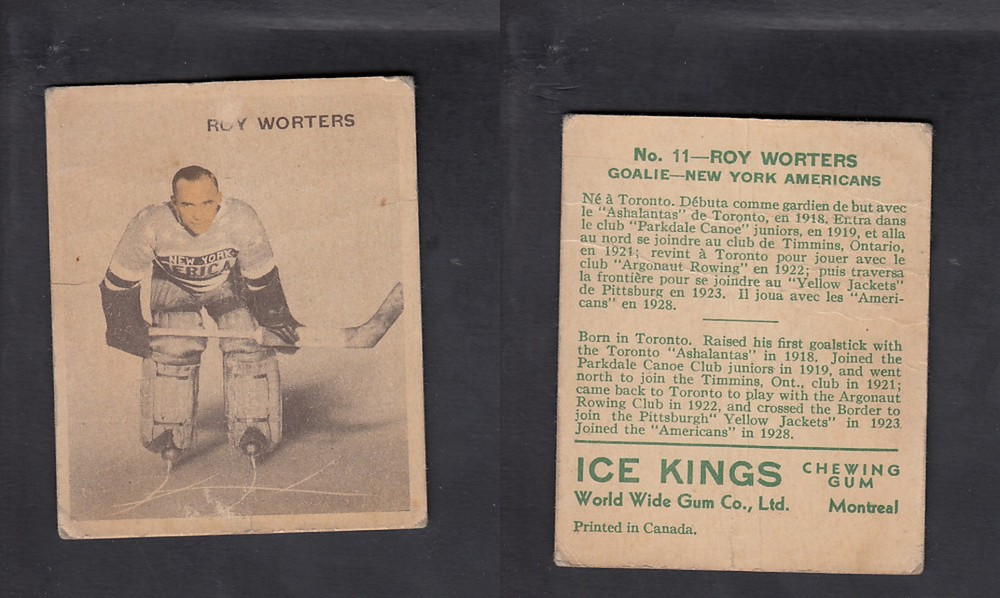 ROY WORTERS
NEW YORK
AMERICA
No. 11—ROY WORTERS
GOALIE—NEW YORK AMERICANS
Né à Toronto. Débuta comme gardien de but avec
le "Ashalantas" de Toronto, en 1918. Entra dans
le club "Parkdale Canoe" juniors, en 1919, et alla
au nord se joindre au club de Timmins, Ontario,
en 1921; revint à Toronto pour jouer avec le
club "Argonaut Rowing" en 1922; puis traversa
la frontière pour se joindre au "Yellow Jackets"
de Pittsburg en 1923. Il joua avec les "Ameri-
cans" en 1928.
Born in Toronto. Raised his first goalstick with
the Toronto "Ashalantas" in 1918. Joined the
Parkdale Canoe Club juniors in 1919, and went
north to join the Timmins, Ont., club in 1921;
came back to Toronto to play with the Argonaut
Rowing Club in 1922, and crossed the Border to
join the Pittsburgh" Yellow Jackets" in 1923
Joined the "Americans" in 1928.
ICE KINGS CHEWING GUM
World Wide Gum Co., Ltd. Montreal
Printed in Canada.